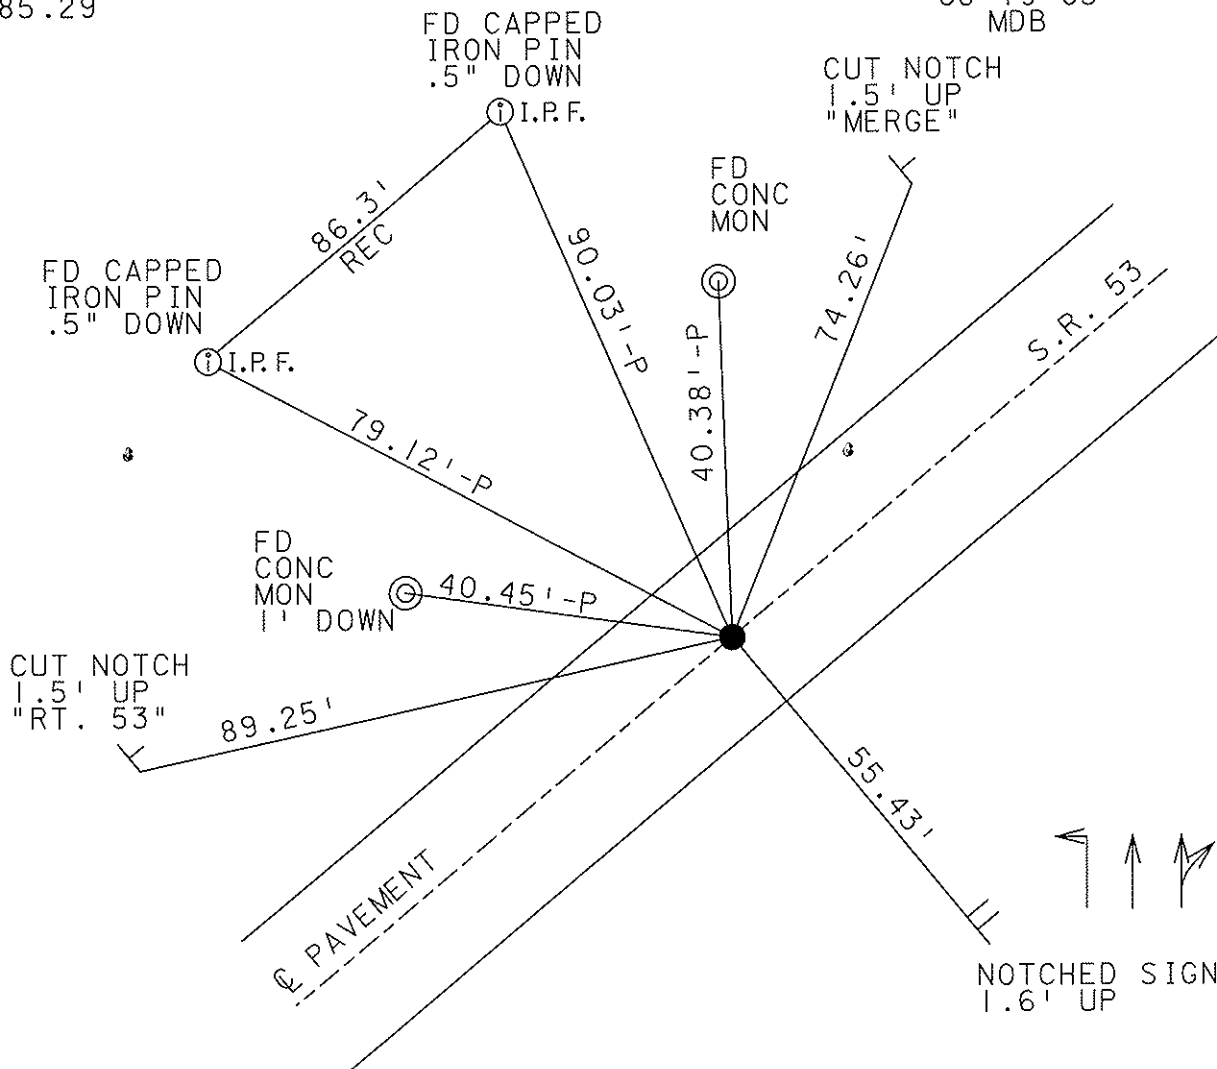 85.29
MDB
FD CAPPED
IRON PIN
.5" DOWN
I.P.F.
CUT NOTCH
1.5' UP
"MERGE"
FD
CONC
MON
86.3'
REC
90.03'-P
74.26'
40.38'-P
S.R. 53
FD CAPPED
IRON PIN
.5" DOWN
I.P.F.
79.12'-P
FD
CONC
MON
1' DOWN
40.45'-P
CUT NOTCH
1.5' UP
"RT. 53"
89.25'
55.43'
℄ PAVEMENT
NOTCHED SIGN
1.6' UP